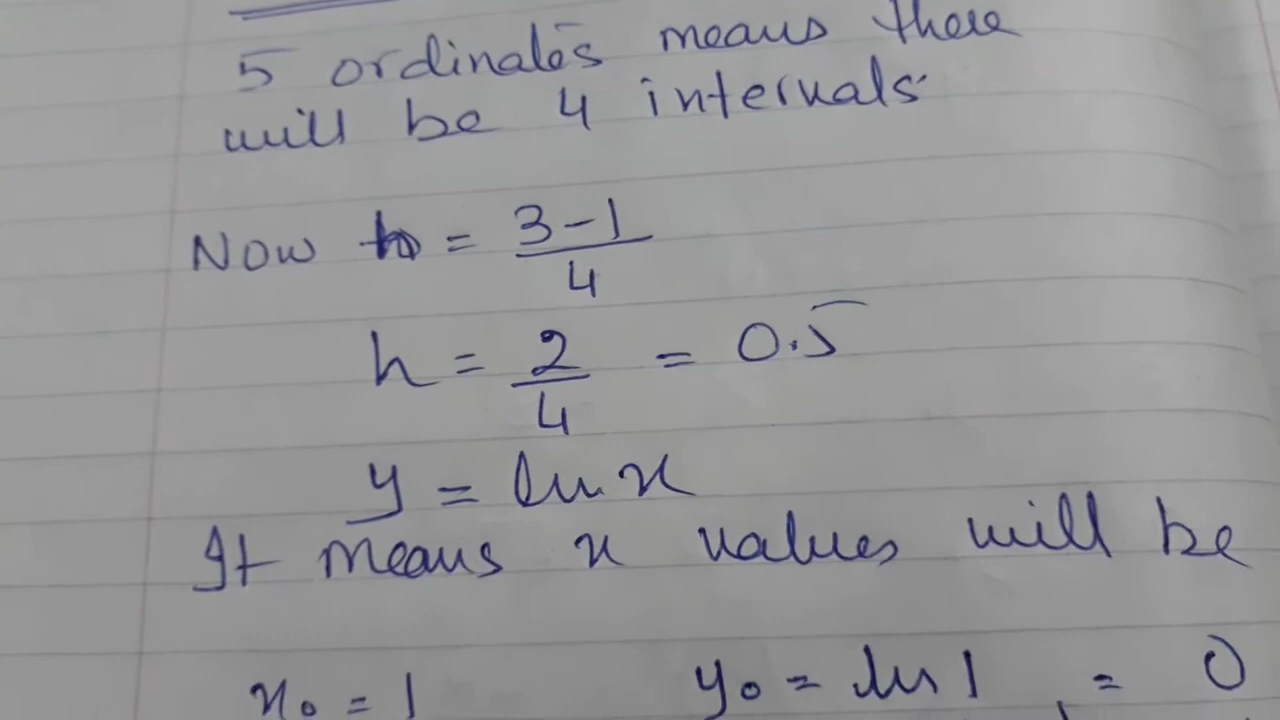 5 ordinates means there
will be 4 intervals
Now h = 3-1/4
h = 2/4 = 0.5
y = ln x
It means x values will be
x₀ = 1 y₀ = ln 1 = 0